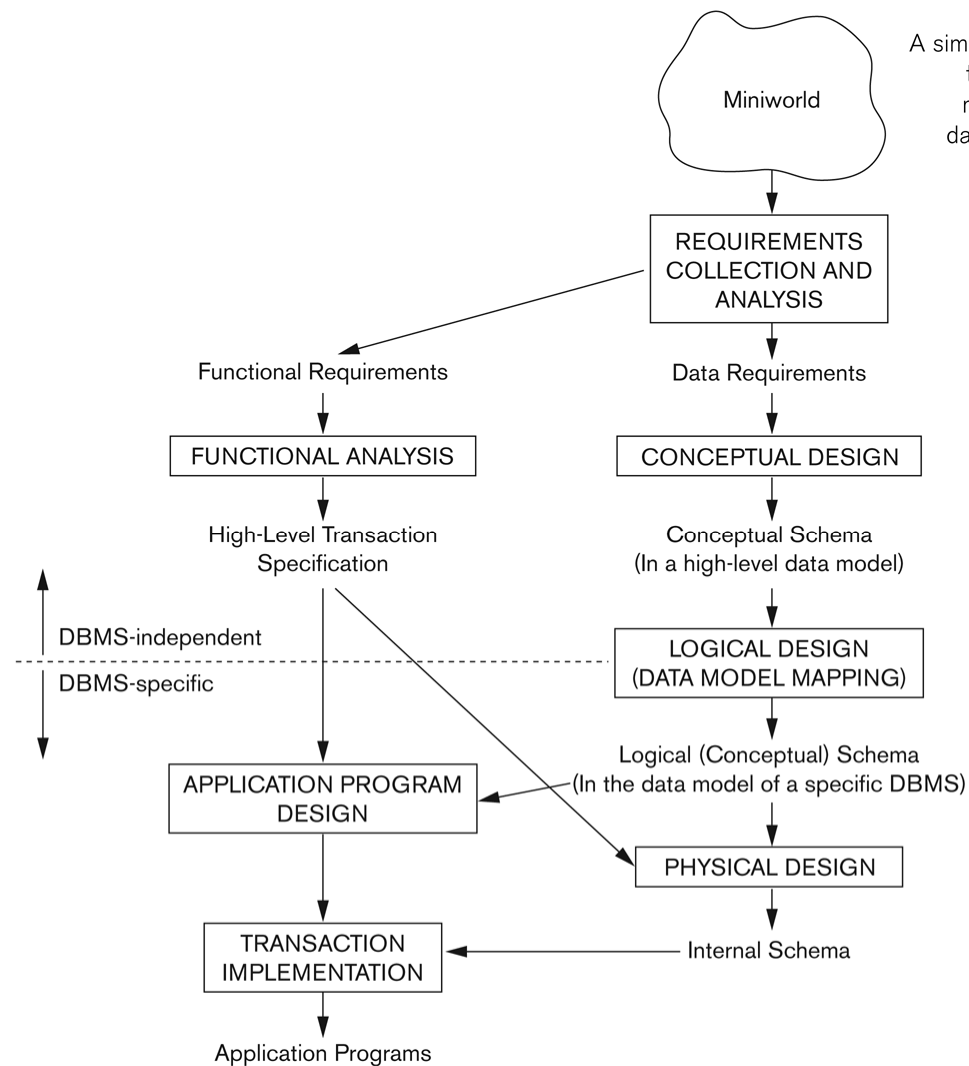 Miniworld
A sim
REQUIREMENTS
COLLECTION AND
ANALYSIS
Functional Requirements
Data Requirements
FUNCTIONAL ANALYSIS
CONCEPTUAL DESIGN
High-Level Transaction
Specification
Conceptual Schema
(In a high-level data model)
DBMS-independent
DBMS-specific
LOGICAL DESIGN
(DATA MODEL MAPPING)
Logical (Conceptual) Schema
(In the data model of a specific DBMS)
APPLICATION PROGRAM
DESIGN
PHYSICAL DESIGN
TRANSACTION
IMPLEMENTATION
Internal Schema
Application Programs